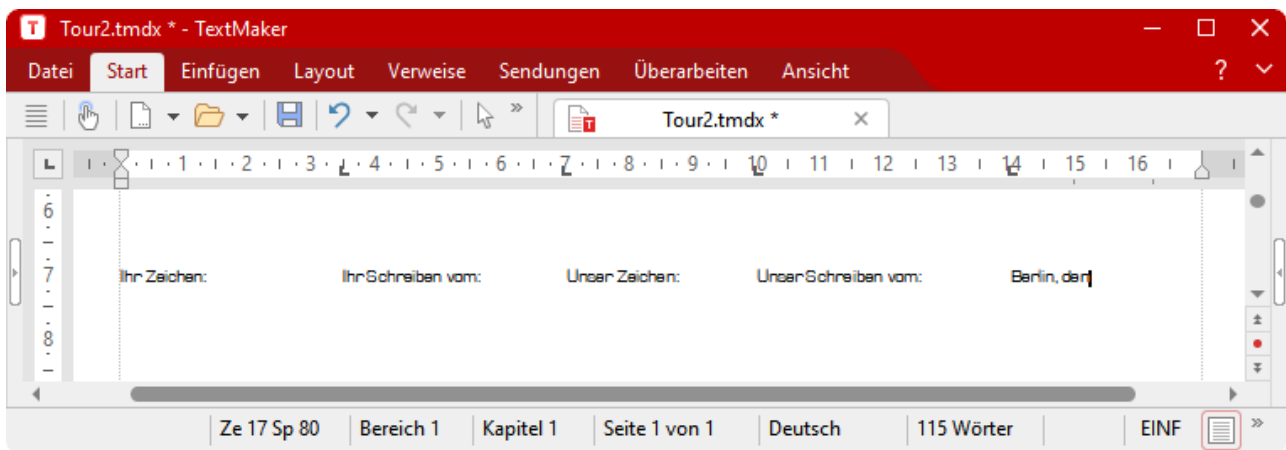 T Tour2.tmdx * - TextMaker
Datei Start Einfügen Layout Verweise Sendungen Überarbeiten Ansicht ?
» T Tour2.tmdx *
1 2 3 4 5 6 7 8 9 10 11 12 13 14 15 16
6
7 Ihr Zeichen: Ihr Schreiben vom: Unser Zeichen: Unser Schreiben vom: Berlin, den
8
Ze 17 Sp 80 Bereich 1 Kapitel 1 Seite 1 von 1 Deutsch 115 Wörter EINF »